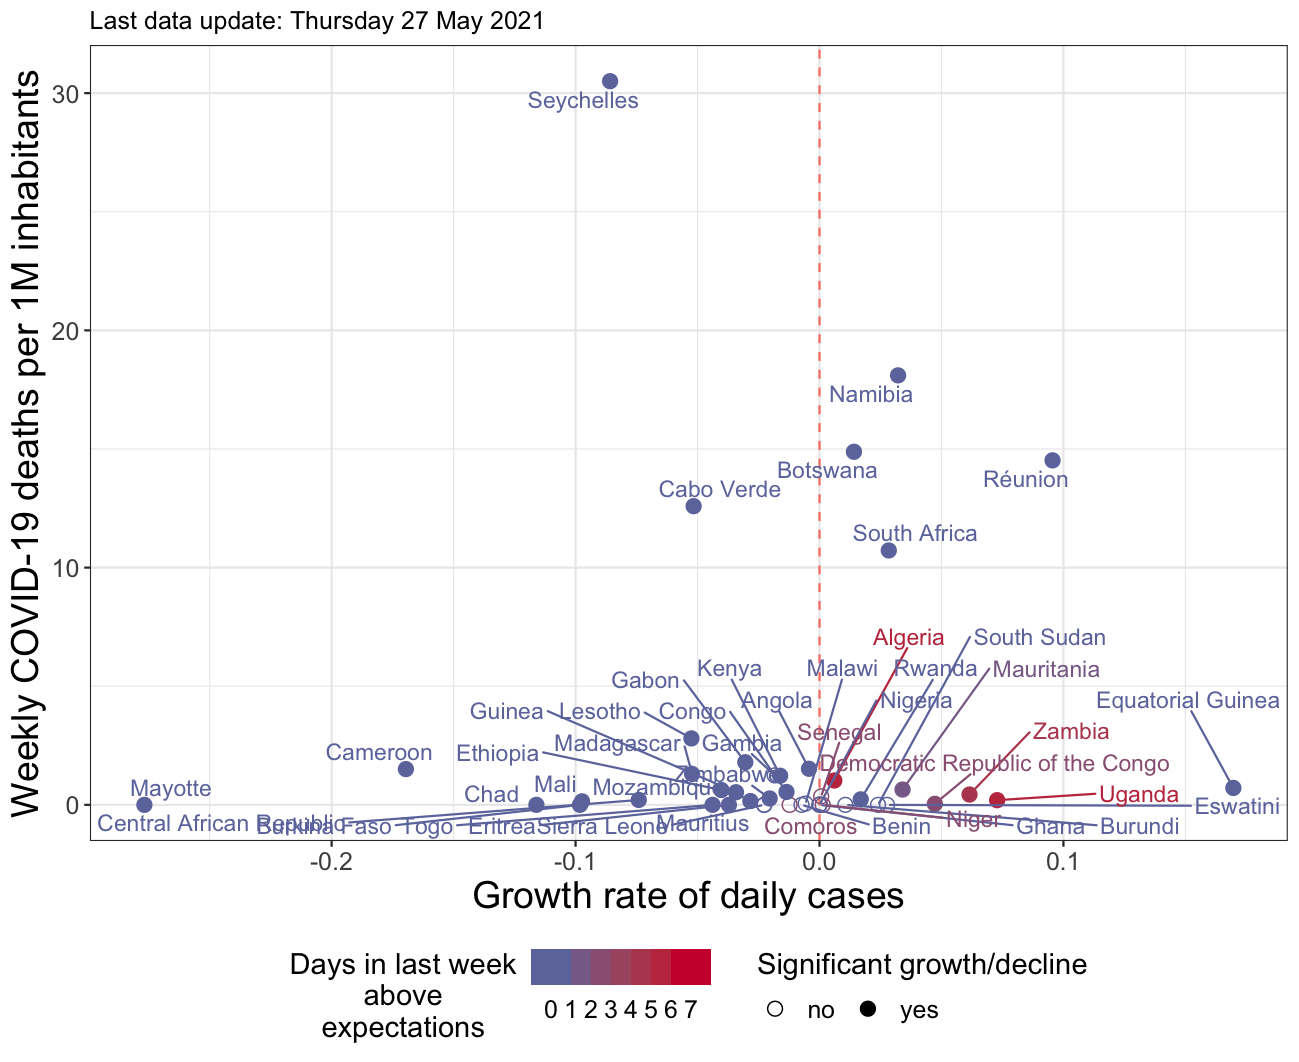 Last data update: Thursday 27 May 2021
Weekly COVID-19 deaths per 1M inhabitants
30
20
10
0
Seychelles
Namibia
Botswana
Réunion
Cabo Verde
South Africa
Algeria
South Sudan
Kenya
Malawi
Rwanda
Mauritania
Gabon
Angola
Nigeria
Equatorial Guinea
Guinea
Lesotho
Congo
Senegal
Zambia
Cameroon
Ethiopia
Madagascar
Gambia
Democratic Republic of the Congo
Zimbabwe
Mayotte
Chad
Mali
Mozambique
Uganda
Eswatini
Central African Republic
Burkina Faso
Togo
Eritrea
Sierra Leone
Mauritius
Comoros
Benin
Niger
Ghana
Burundi
-0.2
-0.1
0.0
0.1
Growth rate of daily cases
Days in last week
above
expectations
0 1 2 3 4 5 6 7
Significant growth/decline
no
yes